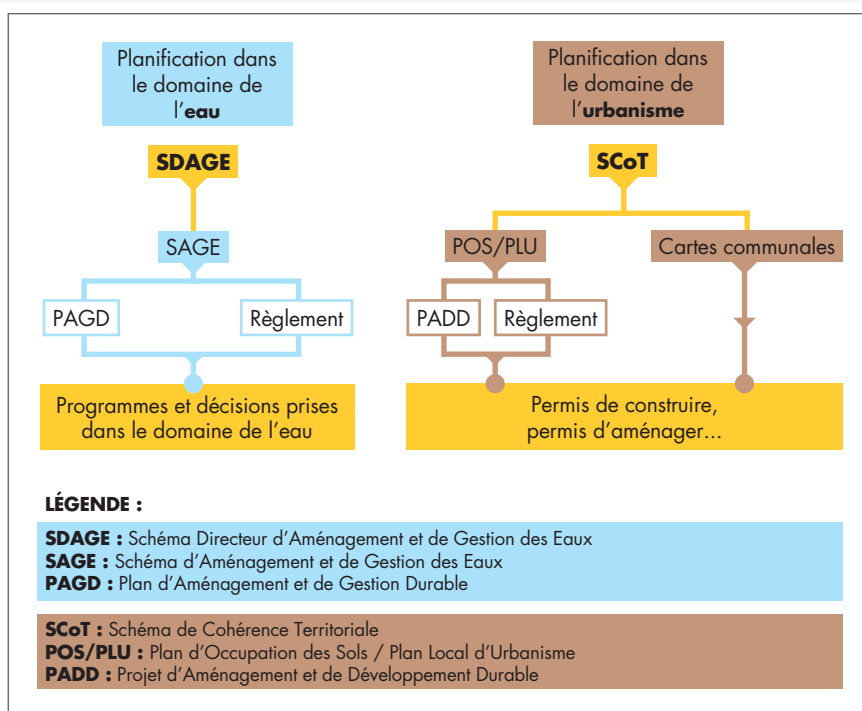 Planification dans
le domaine de
l'eau
SDAGE
SAGE
PAGD
Règlement
Programmes et décisions prises
dans le domaine de l'eau
Planification dans
le domaine de
l'urbanisme
SCoT
POS/PLU
Cartes communales
PADD
Règlement
Permis de construire,
permis d'aménager...
LÉGENDE :
SDAGE : Schéma Directeur d'Aménagement et de Gestion des Eaux
SAGE : Schéma d'Aménagement et de Gestion des Eaux
PAGD : Plan d'Aménagement et de Gestion Durable
SCoT : Schéma de Cohérence Territoriale
POS/PLU : Plan d'Occupation des Sols / Plan Local d'Urbanisme
PADD : Projet d'Aménagement et de Développement Durable